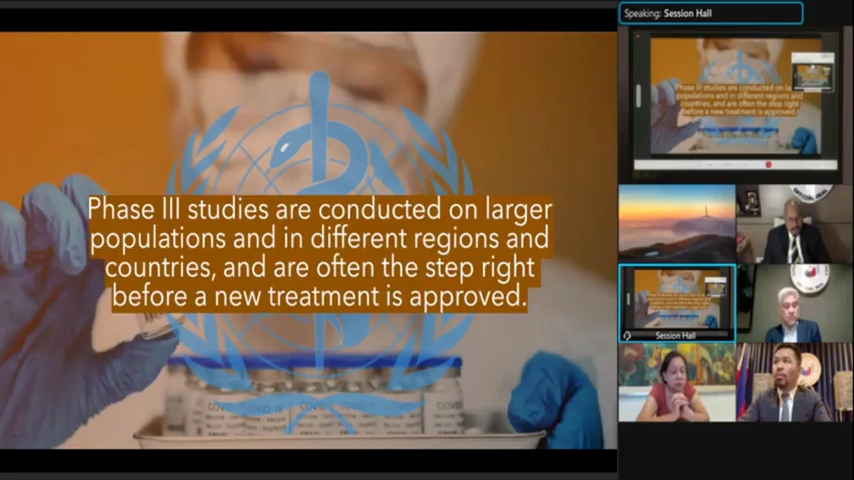 Speaking: Session Hall
Phase III studies are conducted on larger
populations and in different regions and
countries, and are often the step right
before a new treatment is approved.
Session Hall